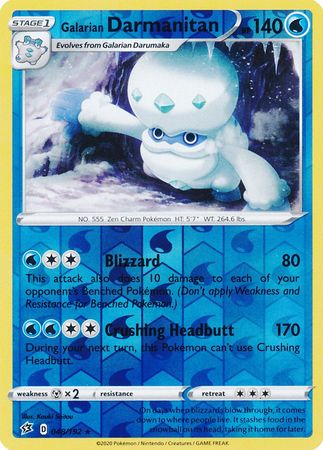 STAGE 1
Galarian Darmanitan HP 140
Evolves from Galarian Darumaka
NO. 555 Zen Charm Pokémon HT: 5'7" WT: 264.6 lbs.
Blizzard 80
This attack also does 10 damage to each of your
opponent's Benched Pokémon. (Don't apply Weakness and
Resistance for Benched Pokémon.)
Crushing Headbutt 170
During your next turn, this Pokémon can't use
Crushing Headbutt.
weakness ×2 resistance retreat
Illus. Kouki Saitou
D 048/192 ★
On days when blizzards blow through, it comes
down to where people live. It stashes food in the
snowball on its head, taking it home for later.
©2020 Pokémon / Nintendo / Creatures / GAME FREAK